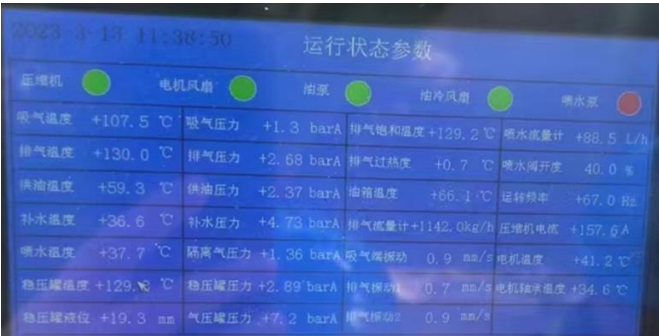 2023-3-13 11:38:50
运行状态参数
压缩机 电机风扇 油泵 油冷风扇 喷水泵
吸气温度 +107.5 ℃ 吸气压力 +1.3 barA 排气饱和温度 +129.2 ℃ 喷水流量计 +88.5 L/h
排气温度 +130.0 ℃ 排气压力 +2.68 barA 排气过热度 +0.7 ℃ 喷水阀开度 40.0 %
供油温度 +59.3 ℃ 供油压力 +2.37 barA 油箱温度 +66.1 ℃ 运转频率 +67.0 Hz
补水温度 +36.6 ℃ 补水压力 +4.73 barA 排气流量计 +1142.0kg/h 压缩机电流 +157.6A
喷水温度 +37.7 ℃ 隔离气压力 +1.36 barA 吸气端振动 0.9 mm/s 电机温度 +41.2 ℃
稳压罐温度 ℃ 稳压罐压力 +2.89 barA 排气振动1 0.7 mm/s 电机轴承温度 +34.6 ℃
稳压罐液位 +19.3 mm 气压罐压力 +7.2 barA 排气振动2 0.9 mm/s